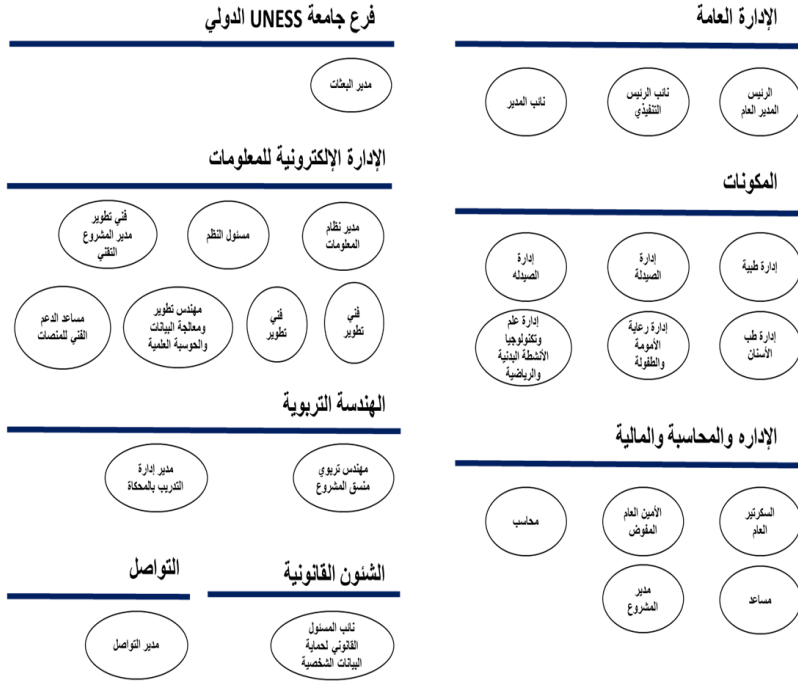 الإدارة العامة
الرئيس
المدير العام
نائب الرئيس
التنفيذي
نائب المدير
المكونات
إدارة طبية
إدارة
الصيدلة
إدارة
الصيدله
إدارة طب
الأسنان
إدارة رعاية
الأمومة
والطفولة
إدارة علم
وتكنولوجيا
الأنشطة البدنية
والرياضية
الإداره والمحاسبة والمالية
السكرتير
العام
الأمين العام
المفوض
محاسب
مساعد
مدير
المشروع
فرع جامعة UNESS الدولي
مدير البعثات
الإدارة الإلكترونية للمعلومات
مدير نظام
المعلومات
مسئول النظم
فني تطوير
مدير المشروع
التقني
فني
تطوير
فني
تطوير
مهندس تطوير
ومعالجة البيانات
والحوسبة العلمية
مساعد الدعم
الفني للمنصات
الهندسة التربوية
مهندس تربوي
منسق المشروع
مدير إدارة
التدريب بالمحكاة
الشئون القانونية
نائب المسئول
القانوني لحماية
البيانات الشخصية
التواصل
مدير التواصل